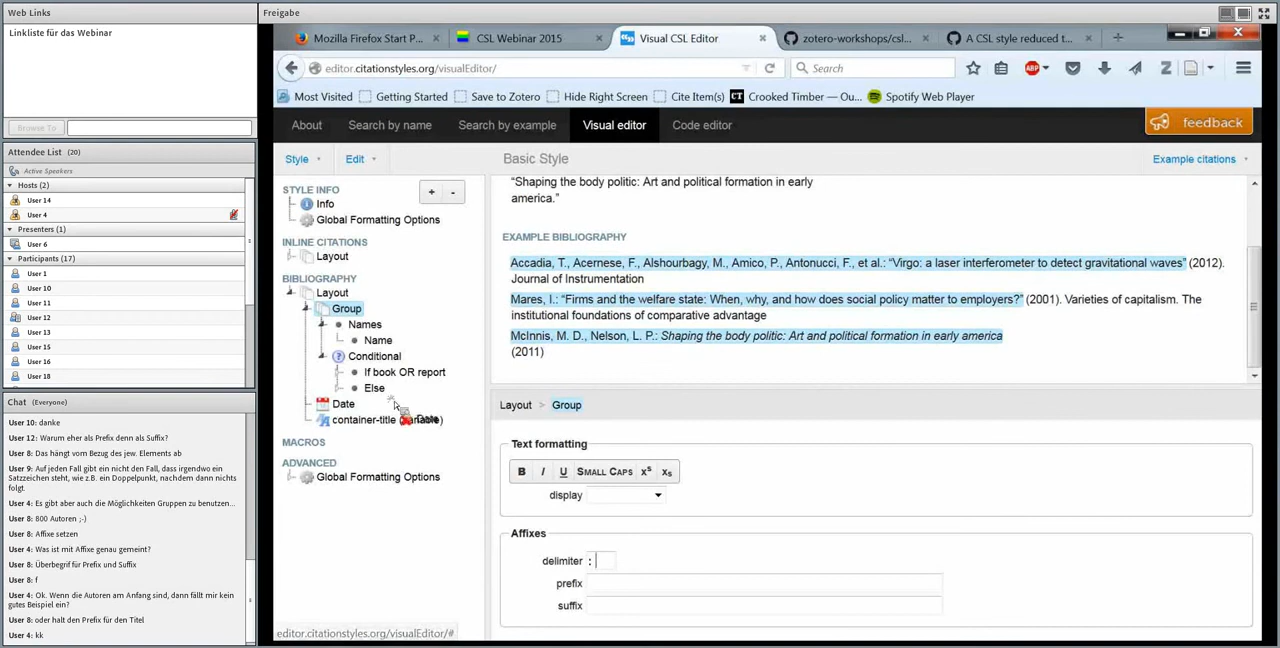 Web Links
Linkliste für das Webinar
Browse To
Attendee List (20)
Active Speakers
Hosts (2)
User 14
User 4
Presenters (1)
User 6
Participants (17)
User 1
User 10
User 11
User 12
User 13
User 15
User 16
User 18
Chat (Everyone)
User 10: danke
User 12: Warum eher als Prefix denn als Suffix?
User 8: Das hängt vom Bezug des jew. Elements ab
User 9: Auf jeden Fall gibt ein nicht den Fall, dass irgendwo ein
Satzzeichen steht, wie z.B. ein Doppelpunkt, nachdem dann nichts
folgt.
User 4: Es gibt aber auch die Möglichkeiten Gruppen zu benutzen...
User 8: 800 Autoren ;-)
User 8: Affixe setzen
User 4: Was ist mit Affixe genau gemeint?
User 8: Überbegrif für Prefix und Suffix
User 8: f
User 4: Ok. Wenn die Autoren am Anfang sind, dann fällt mir kein
gutes Beispiel ein?
User 8: oder halt den Prefix für den Titel
User 4: kk
Freigabe
Mozilla Firefox Start P...
CSL Webinar 2015
Visual CSL Editor
zotero-workshops/csl...
A CSL style reduced t...
editor.citationstyles.org/visualEditor/
Search
ABP
Z
Most Visited
Getting Started
Save to Zotero
Hide Right Screen
Cite Item(s)
CT Crooked Timber — Ou...
Spotify Web Player
About
Search by name
Search by example
Visual editor
Code editor
feedback
Style
Edit
Basic Style
Example citations
STYLE INFO
+ -
Info
Global Formatting Options
INLINE CITATIONS
Layout
BIBLIOGRAPHY
Layout
Group
Names
Name
Conditional
If book OR report
Else
Date
container-title
MACROS
ADVANCED
Global Formatting Options
editor.citationstyles.org/visualEditor/#
“Shaping the body politic: Art and political formation in early
america.”
EXAMPLE BIBLIOGRAPHY
Accadia, T., Acernese, F., Alshourbagy, M., Amico, P., Antonucci, F., et al.: “Virgo: a laser interferometer to detect gravitational waves” (2012).
Journal of Instrumentation
Mares, I.: “Firms and the welfare state: When, why, and how does social policy matter to employers?” (2001). Varieties of capitalism. The
institutional foundations of comparative advantage
McInnis, M. D., Nelson, L. P.: Shaping the body politic: Art and political formation in early america
(2011)
Layout > Group
Text formatting
B I U SMALL CAPS x^s x_s
display
Affixes
delimiter :
prefix
suffix